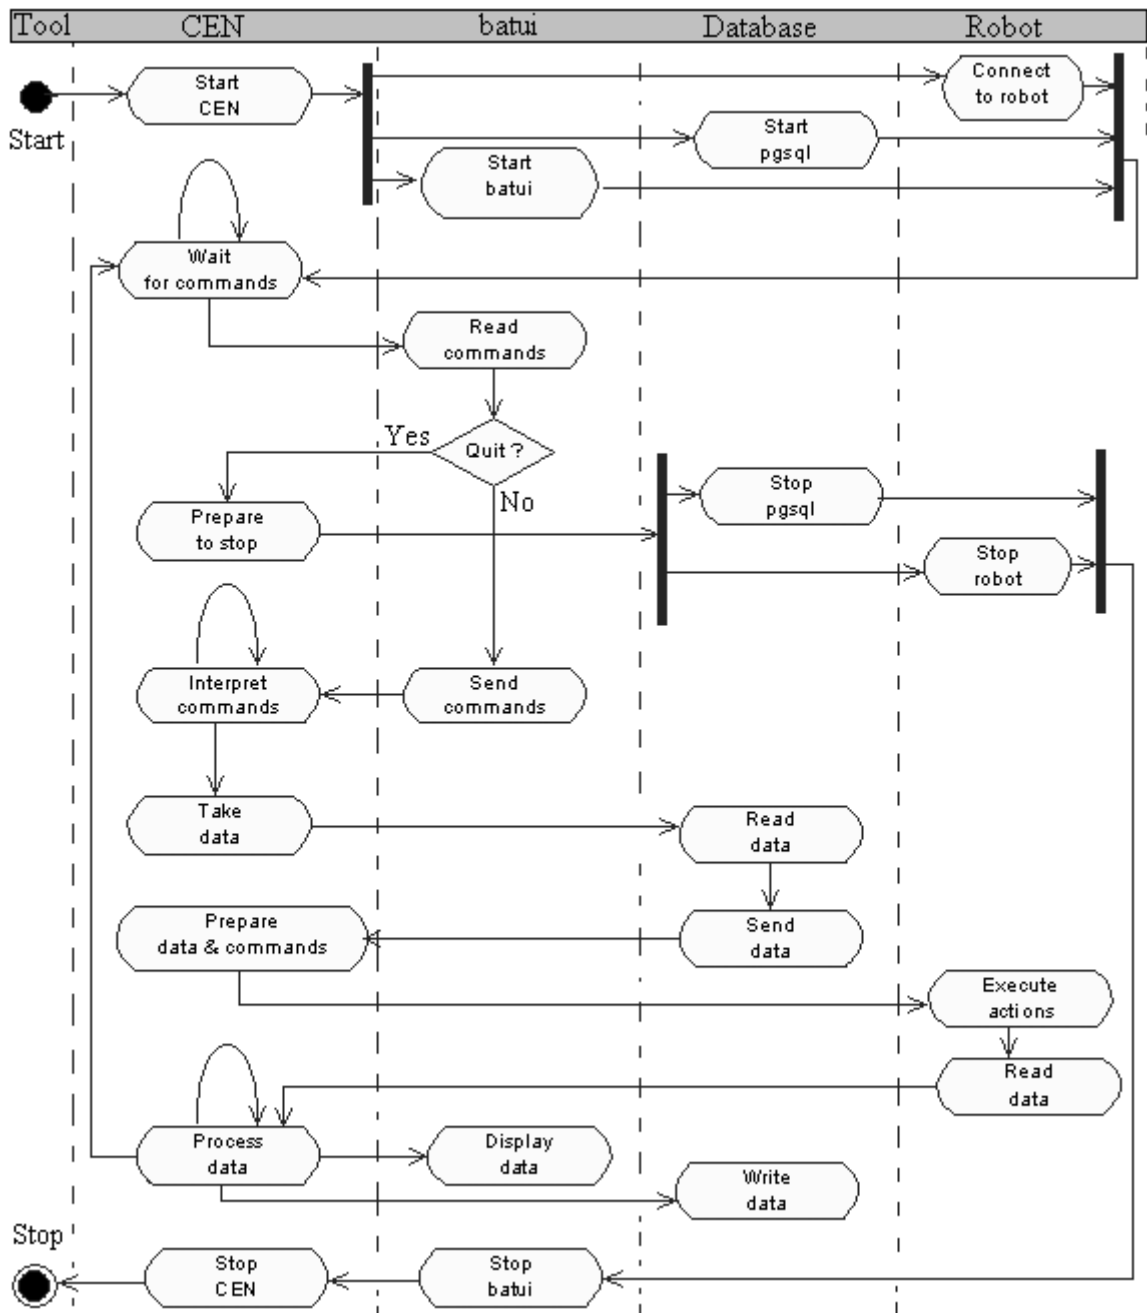 Tool CEN batui Database Robot
Start
CEN
Connect
to robot
Start
Start
pgsql
Start
batui
Wait
for commands
Read
commands
Quit ?
Yes
No
Prepare
to stop
Stop
pgsql
Stop
robot
Interpret
commands
Send
commands
Take
data
Read
data
Prepare
data & commands
Send
data
Execute
actions
Read
data
Process
data
Display
data
Write
data
Stop
Stop
CEN
Stop
batui